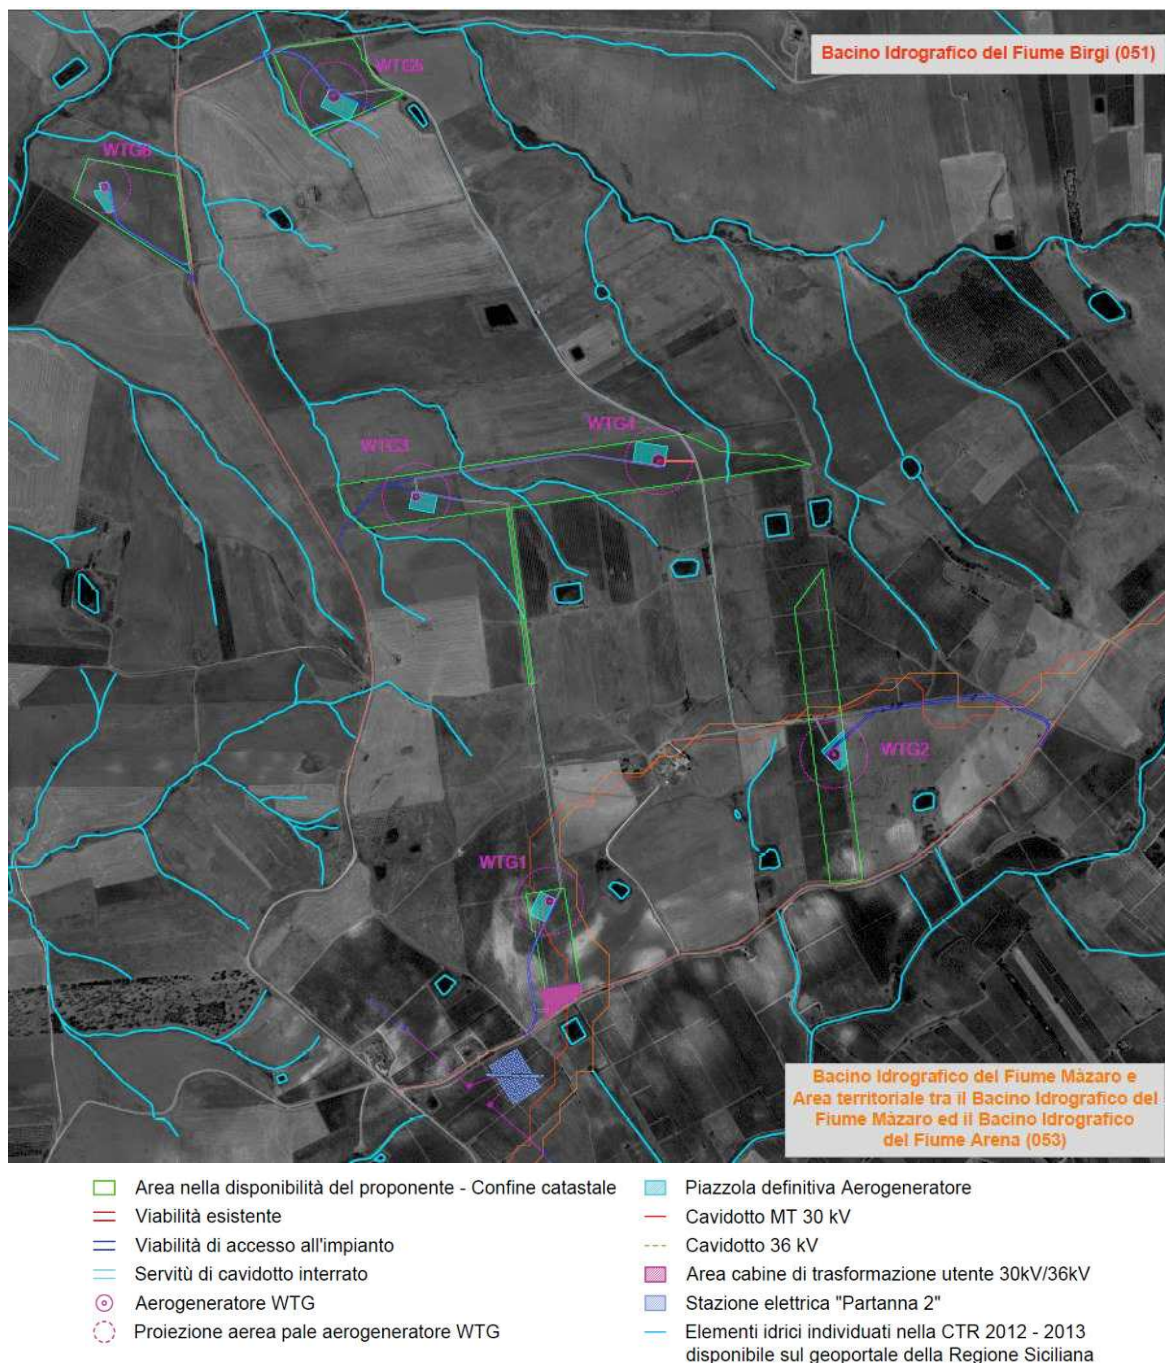 Bacino Idrografico del Fiume Birgi (051)
WTG5
WTG6
WTG4
WTG3
WTG2
WTG1
Bacino Idrografico del Fiume Màzaro e
Area territoriale tra il Bacino Idrografico del
Fiume Màzaro ed il Bacino Idrografico
del Fiume Arena (053)
Area nella disponibilità del proponente - Confine catastale
Viabilità esistente
Viabilità di accesso all'impianto
Servitù di cavidotto interrato
Aerogeneratore WTG
Proiezione aerea pale aerogeneratore WTG
Piazzola definitiva Aerogeneratore
Cavidotto MT 30 kV
Cavidotto 36 kV
Area cabine di trasformazione utente 30kV/36kV
Stazione elettrica "Partanna 2"
Elementi idrici individuati nella CTR 2012 - 2013
disponibile sul geoportale della Regione Siciliana